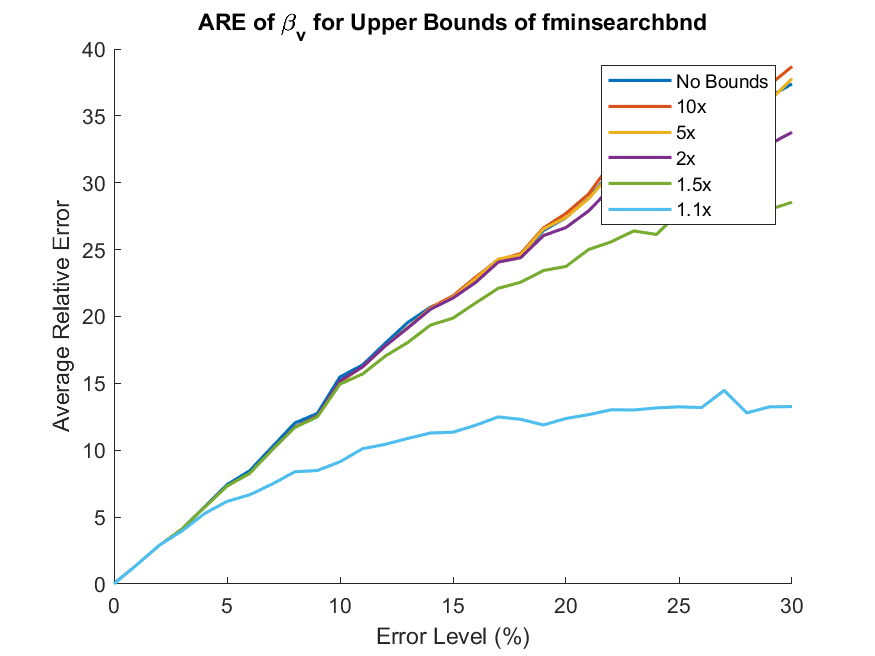 ARE of βv for Upper Bounds of fminsearchbnd
40
35
30
25
20
15
10
5
0
Average Relative Error
No Bounds
10x
5x
2x
1.5x
1.1x
0 5 10 15 20 25 30
Error Level (%)